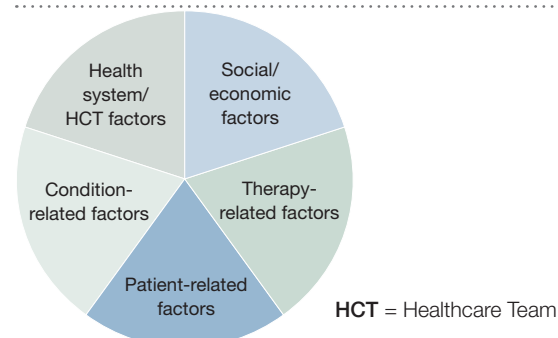 Health
system/
HCT factors
Social/
economic
factors
Condition-
related factors
Therapy-
related factors
Patient-related
factors
HCT = Healthcare Team